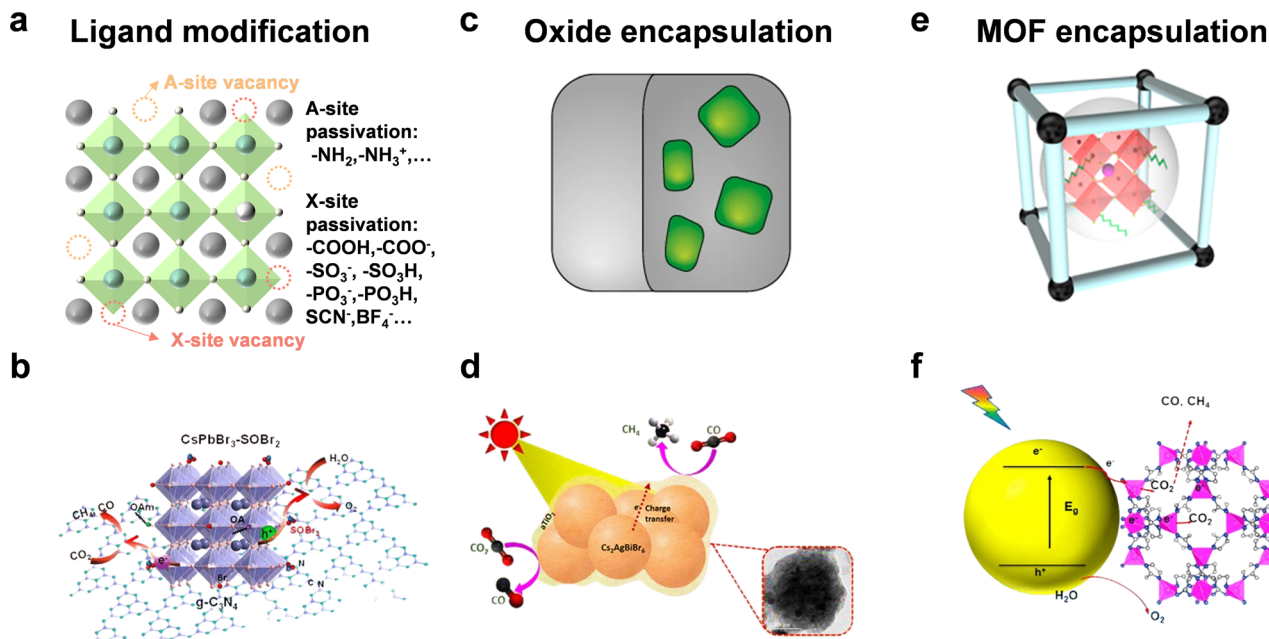 a Ligand modification
A-site vacancy
A-site
passivation:
-NH₂,-NH₃⁺,...
X-site
passivation:
-COOH,-COO⁻,
-SO₃⁻, -SO₃H,
-PO₃⁻,-PO₃H,
SCN⁻,BF₄⁻...
X-site vacancy
c Oxide encapsulation
e MOF encapsulation
b
CsPbBr₃-SOBr₂
H₂O
O₂
OAm
CH₄, CO
OA
h⁺
SOBr₂
CO₂
e⁻
Br
N
C N
g-C₃N₄
d
CH₄
CO
aTiO₂
e
Charge
transfer
Cs₂AgBiBr₆
CO₂
CO
f
CO, CH₄
e⁻
e⁻
CO₂
e⁻
E_g
e⁻
e⁻
CO₂
h⁺
H₂O
O₂